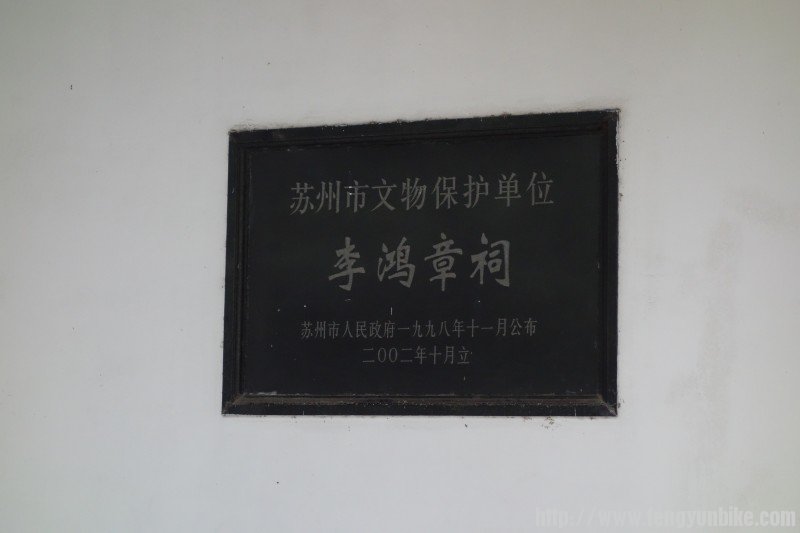 苏州市文物保护单位
李鸿章祠
苏州市人民政府一九九八年十一月公布
二〇〇二年十月立
http://www.fengyunbike.com